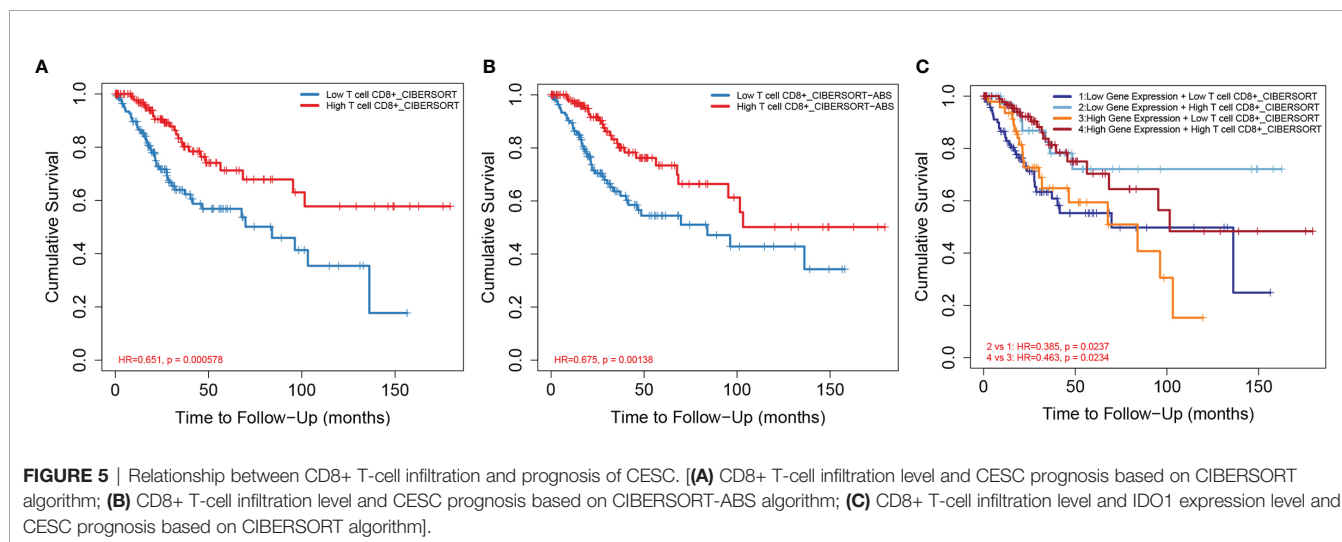 A
Low T cell CD8+_CIBERSORT
High T cell CD8+_CIBERSORT
Cumulative Survival
0.0 0.2 0.4 0.6 0.8 1.0
HR=0.651, p = 0.000578
0 50 100 150
Time to Follow−Up (months)
B
Low T cell CD8+_CIBERSORT−ABS
High T cell CD8+_CIBERSORT−ABS
Cumulative Survival
0.0 0.2 0.4 0.6 0.8 1.0
HR=0.675, p = 0.00138
0 50 100 150
Time to Follow−Up (months)
C
1:Low Gene Expression + Low T cell CD8+_CIBERSORT
2:Low Gene Expression + High T cell CD8+_CIBERSORT
3:High Gene Expression + Low T cell CD8+_CIBERSORT
4:High Gene Expression + High T cell CD8+_CIBERSORT
Cumulative Survival
0.0 0.2 0.4 0.6 0.8 1.0
2 vs 1: HR=0.385, p = 0.0237
4 vs 3: HR=0.463, p = 0.0234
0 50 100 150
Time to Follow−Up (months)
FIGURE 5 | Relationship between CD8+ T-cell infiltration and prognosis of CESC. [(A) CD8+ T-cell infiltration level and CESC prognosis based on CIBERSORT
algorithm; (B) CD8+ T-cell infiltration level and CESC prognosis based on CIBERSORT-ABS algorithm; (C) CD8+ T-cell infiltration level and IDO1 expression level and
CESC prognosis based on CIBERSORT algorithm].